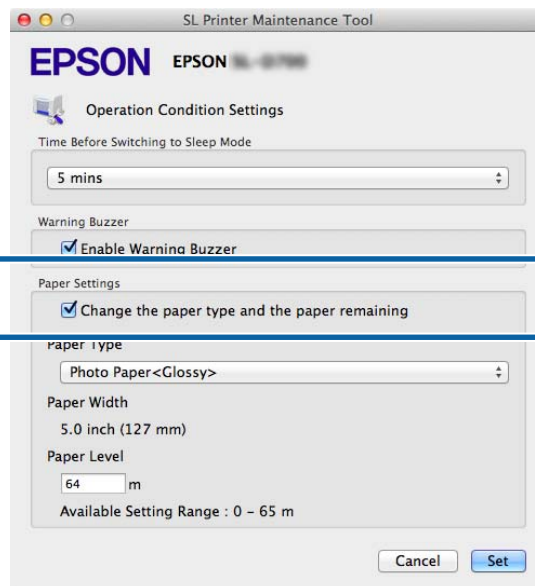 SL Printer Maintenance Tool
EPSON EPSON
Operation Condition Settings
Time Before Switching to Sleep Mode
5 mins
Warning Buzzer
Enable Warning Buzzer
Paper Settings
Change the paper type and the paper remaining
Paper Type
Photo Paper<Glossy>
Paper Width
5.0 inch (127 mm)
Paper Level
64 m
Available Setting Range : 0 – 65 m
Cancel Set